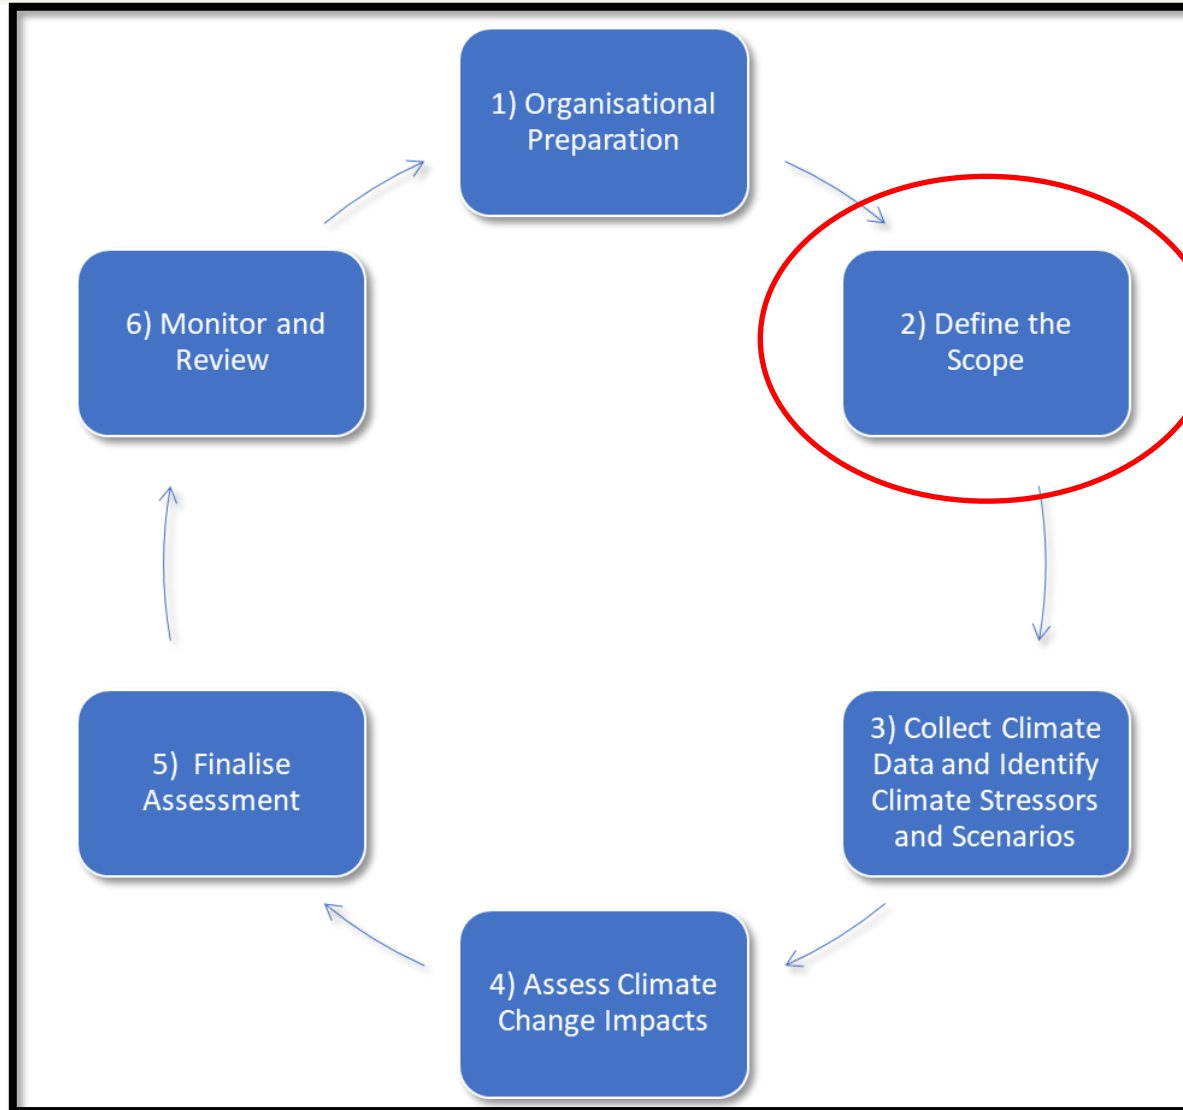 1) Organisational
Preparation
2) Define the
Scope
3) Collect Climate
Data and Identify
Climate Stressors
and Scenarios
4) Assess Climate
Change Impacts
5) Finalise
Assessment
6) Monitor and
Review